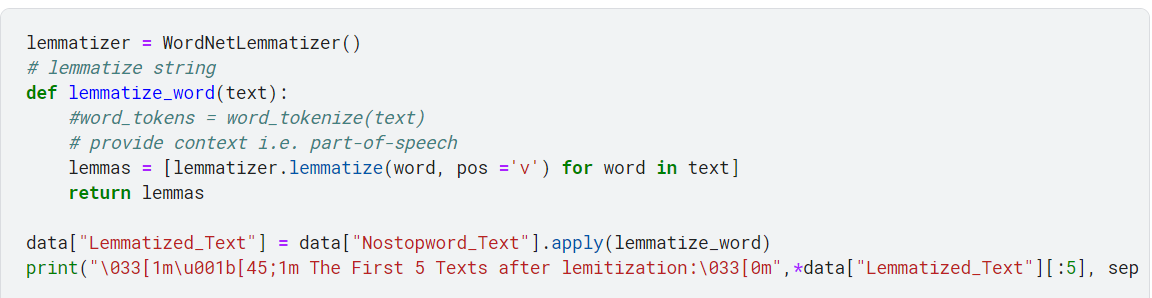 lemmatizer = WordNetLemmatizer()
# lemmatize string
def lemmatize_word(text):
    #word_tokens = word_tokenize(text)
    # provide context i.e. part-of-speech
    lemmas = [lemmatizer.lemmatize(word, pos ='v') for word in text]
    return lemmas

data["Lemmatized_Text"] = data["Nostopword_Text"].apply(lemmatize_word)
print("\033[1m\u001b[45;1m The First 5 Texts after lemitization:\033[0m",*data["Lemmatized_Text"][:5], sep